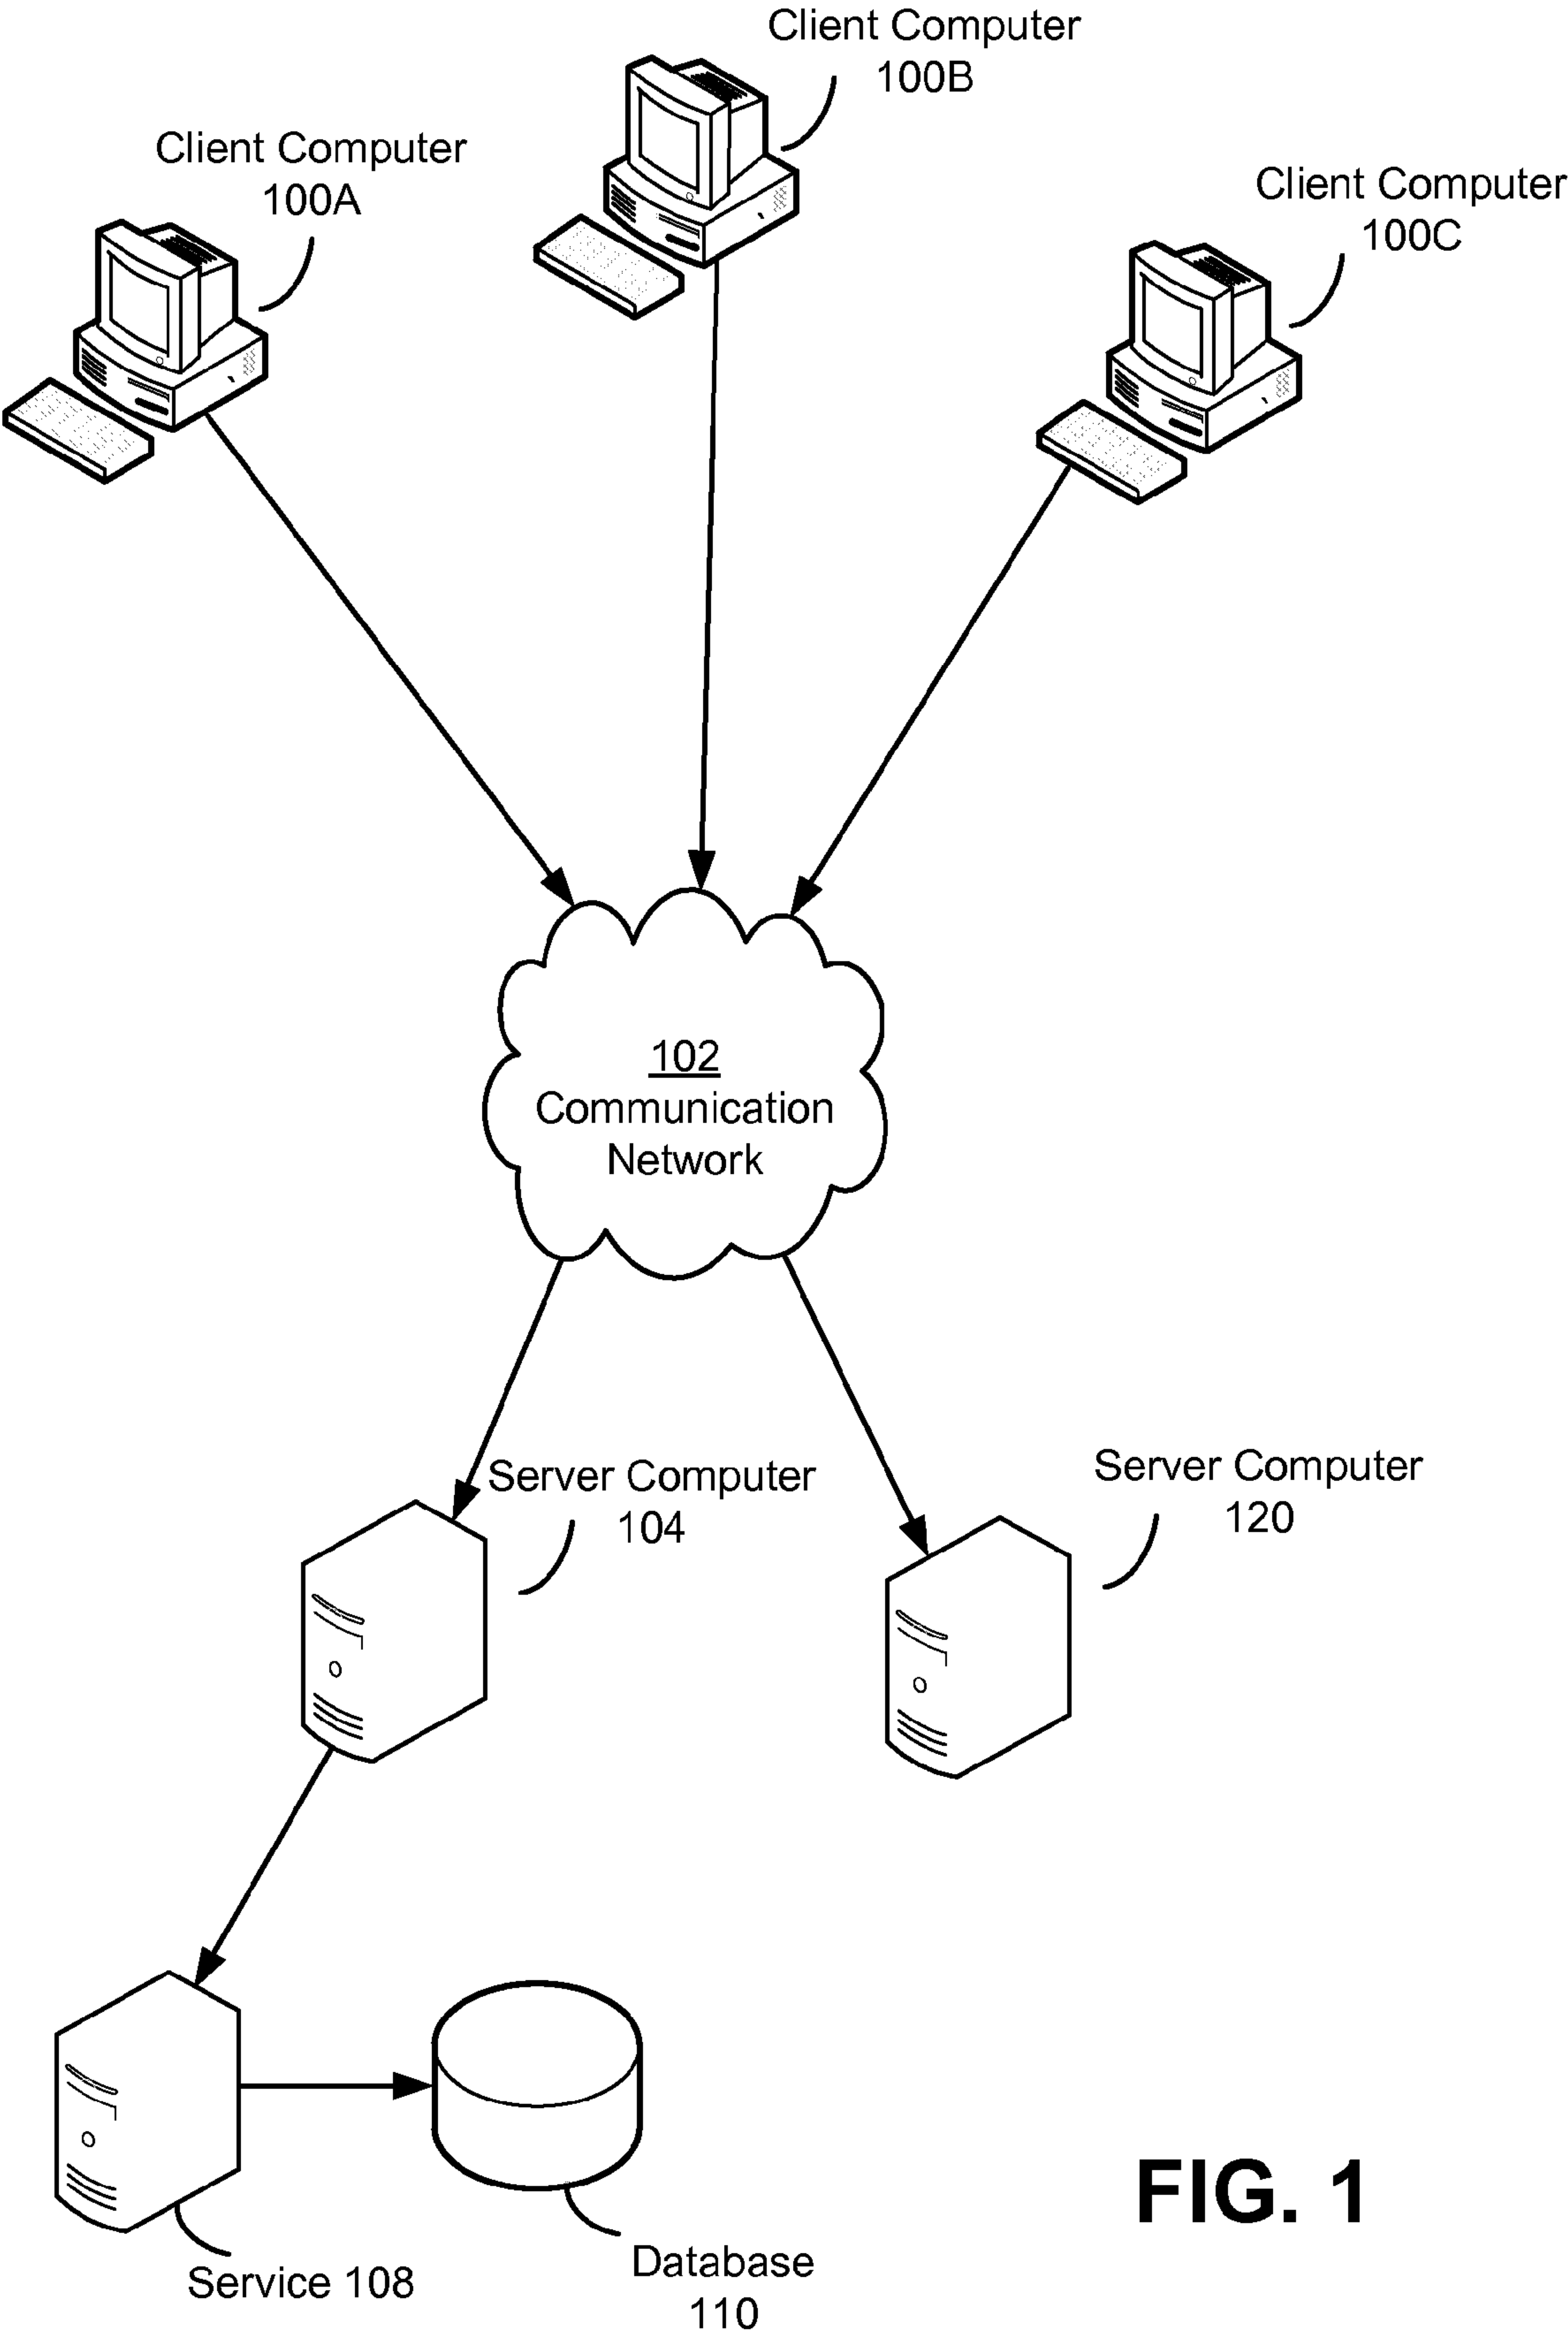 Client Computer
100B
Client Computer
100A
Client Computer
100C
102
Communication
Network
Server Computer
104
Server Computer
120
Service 108
Database
110
FIG. 1